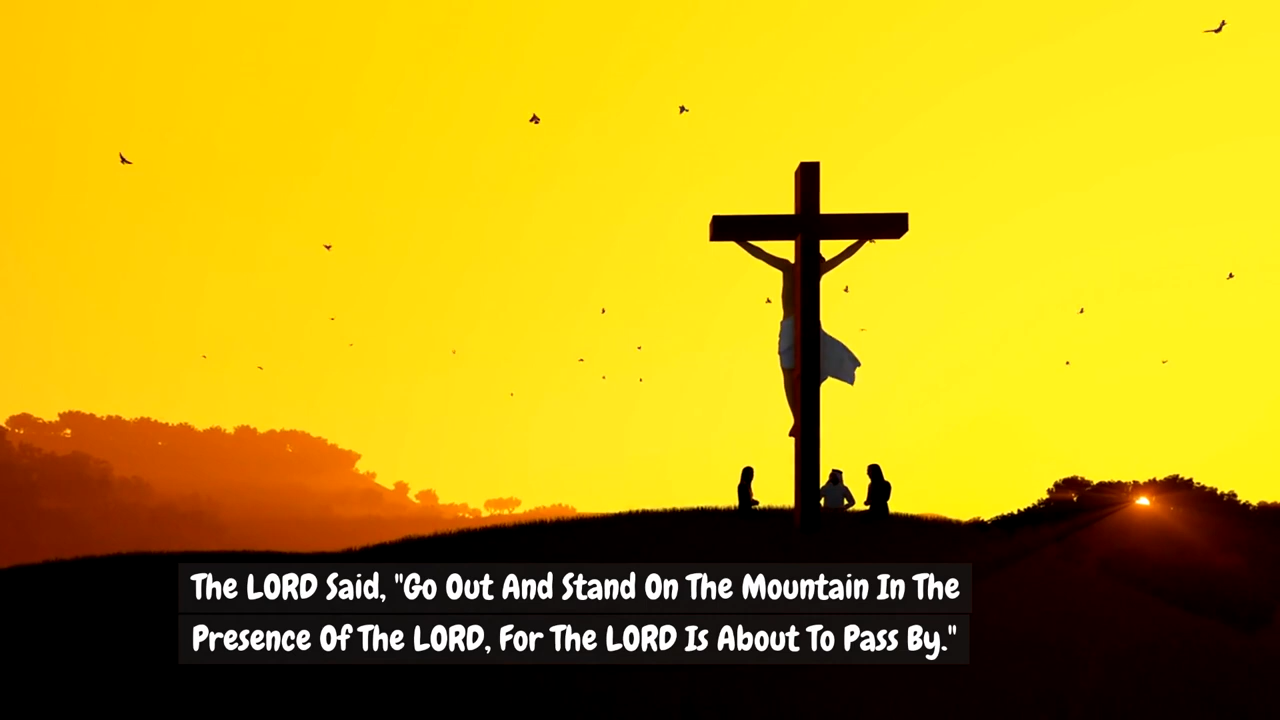 The LORD Said, "Go Out And Stand On The Mountain In The
Presence Of The LORD, For The LORD Is About To Pass By."